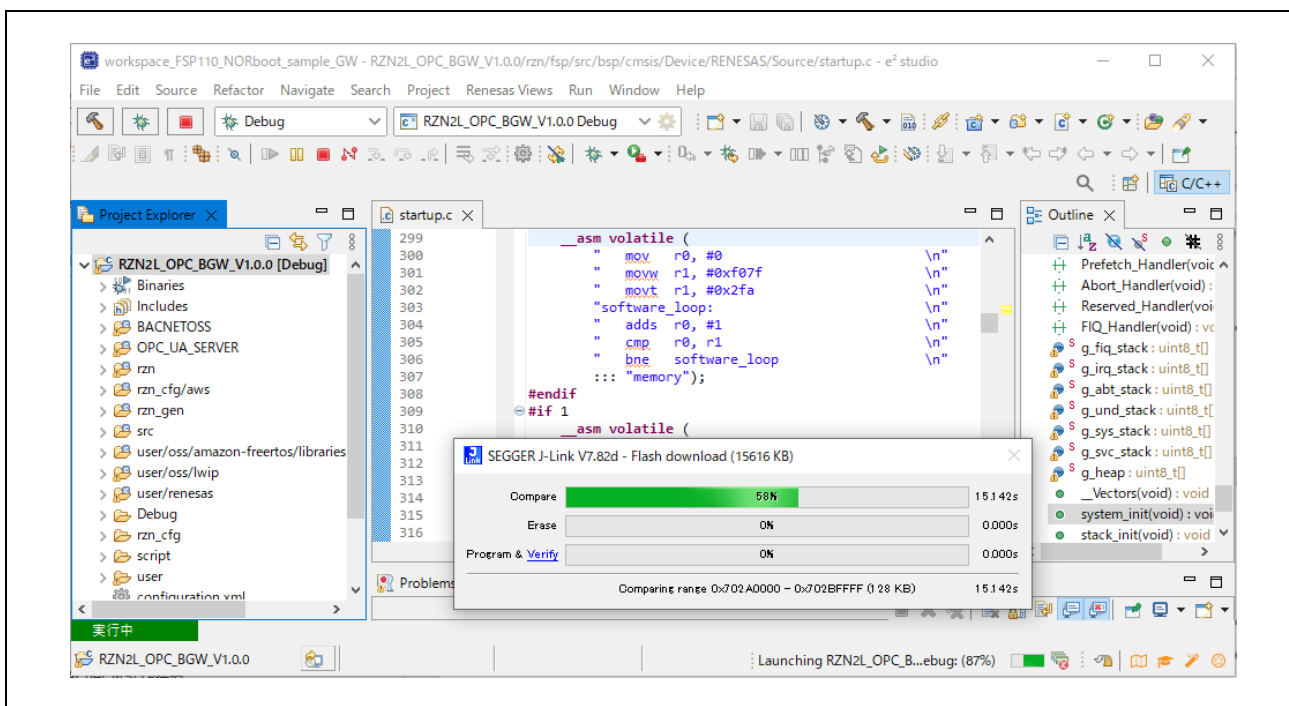 workspace_FSP110_NORboot_sample_GW - RZN2L_OPC_BGW_V1.0.0/rzn/fsp/src/bsp/cmsis/Device/RENESAS/Source/startup.c - e² studio
File Edit Source Refactor Navigate Search Project Renesas Views Run Window Help
Debug
RZN2L_OPC_BGW_V1.0.0 Debug
C/C++
Project Explorer
RZN2L_OPC_BGW_V1.0.0 [Debug]
Binaries
Includes
BACNETOSS
OPC_UA_SERVER
rzn
rzn_cfg/aws
rzn_gen
src
user/oss/amazon-freertos/libraries
user/oss/lwip
user/renesas
Debug
rzn_cfg
script
user
configuration.xml
startup.c
299 __asm volatile (
300 " mov r0, #0 \n"
301 " movw r1, #0xf07f \n"
302 " movt r1, #0x2fa \n"
303 "software_loop: \n"
304 " adds r0, #1 \n"
305 " cmp r0, r1 \n"
306 " bne software_loop \n"
307 ::: "memory");
308 #endif
309 #if 1
310 __asm volatile (
311
312
313
314
315
316
Outline
Prefetch_Handler(voic
Abort_Handler(void) :
Reserved_Handler(voi
FIQ_Handler(void) : vc
g_fiq_stack : uint8_t[]
g_irq_stack : uint8_t[]
g_abt_stack : uint8_t[]
g_und_stack : uint8_t[
g_sys_stack : uint8_t[]
g_svc_stack : uint8_t[]
g_heap : uint8_t[]
__Vectors(void) : void
system_init(void) : voi
stack_init(void) : void
SEGGER J-Link V7.82d - Flash download (15616 KB)
Compare 58% 15.142s
Erase 0% 0.000s
Program & Verify 0% 0.000s
Comparing range 0x702A0000 - 0x702BFFFF (128 KB) 15.142s
Problems
実行中
RZN2L_OPC_BGW_V1.0.0
Launching RZN2L_OPC_B...ebug: (87%)